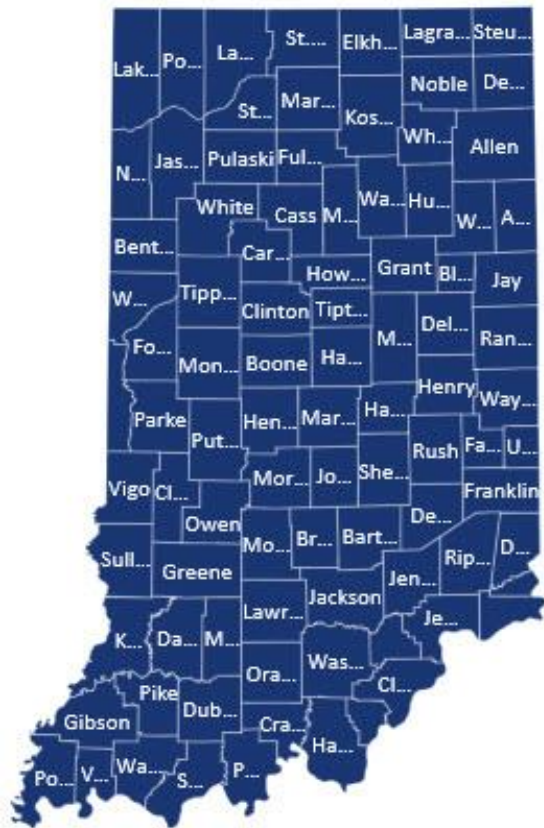 St....
Elkh...
Lagra...
Steu...
Lak...
Po...
La...
Noble
De...
St...
Mar...
Kos...
Wh...
Allen
N...
Jas...
Pulaski
Ful...
White
Cass
M...
Wa...
Hu...
W...
A...
Bent...
Car...
How...
Grant
Bl...
Jay
W...
Tipp...
Clinton
Tipt...
M...
Del...
Ran...
Fo...
Mon...
Boone
Ha...
Henry
Way...
Parke
Put...
Hen...
Mar...
Ha...
Rush
Fa...
U...
Vigo
Cl...
Mor...
Jo...
She...
Franklin
Owen
Mo...
Br...
Bart...
De...
Sull...
Greene
Jen...
Rip...
D...
Lawr...
Jackson
Je...
K...
Da...
M...
Ora...
Was...
Cl...
Pike
Gibson
Dub...
Cra...
Ha...
Po...
V...
Wa...
S...
P...